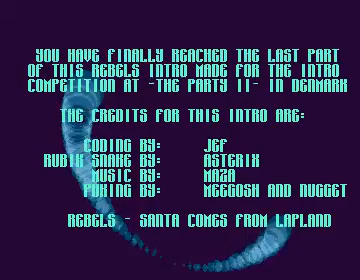 YOU HAVE FINALLY REACHED THE LAST PART
OF THIS REBELS INTRO MADE FOR THE INTRO
COMPETITION AT -THE PARTY II- IN DENMARK
THE CREDITS FOR THIS INTRO ARE:
CODING BY: JEF
RUBIK SNAKE BY: ASTERIX
MUSIC BY: MAZA
PUKING BY: MEEGOSH AND NUGGET
REBELS - SANTA COMES FROM LAPLAND